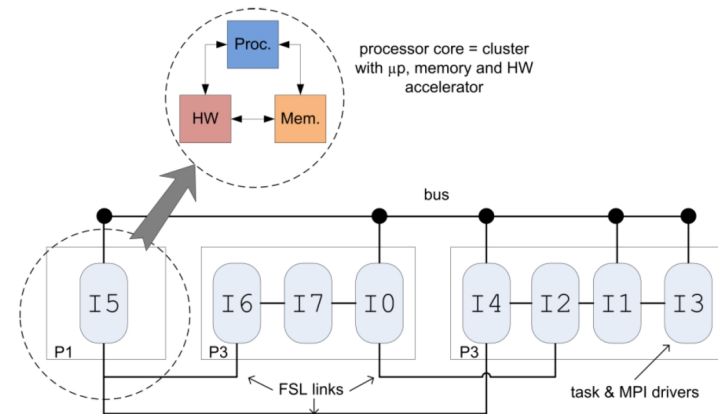 Proc.
HW
Mem.
processor core = cluster
with μp, memory and HW
accelerator
bus
I5
I6
I7
I0
I4
I2
I1
I3
P1
P3
P3
FSL links
task & MPI drivers